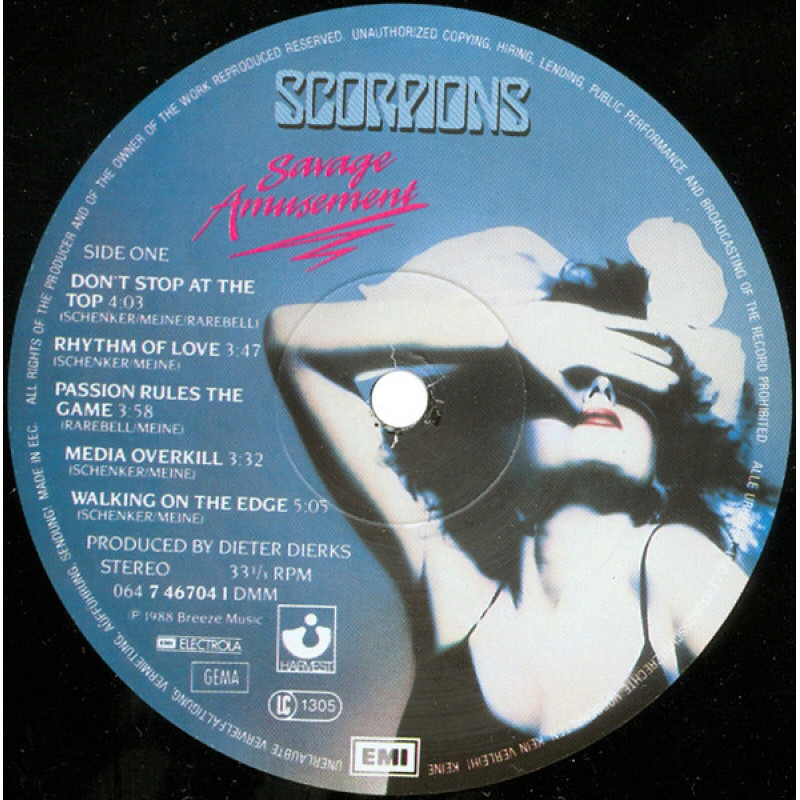 SCORPIONS
Savage
Amusement
SIDE ONE
DON'T STOP AT THE
TOP 4:03
(SCHENKER/MEINE/RAREBELL)
RHYTHM OF LOVE 3:47
(SCHENKER/MEINE)
PASSION RULES THE
GAME 3:58
(RAREBELL/MEINE)
MEDIA OVERKILL 3:32
(SCHENKER/MEINE)
WALKING ON THE EDGE 5:05
(SCHENKER/MEINE)
PRODUCED BY DIETER DIERKS
STEREO 33⅓ RPM
064 7 46704 1 DMM
℗ 1988 Breeze Music
EMI ELECTROLA
HARVEST
GEMA
LC 1305
EMI
ALL RIGHTS OF THE PRODUCER AND OF THE OWNER OF THE WORK REPRODUCED RESERVED. UNAUTHORIZED COPYING, HIRING, LENDING, PUBLIC PERFORMANCE AND BROADCASTING OF THE RECORD PROHIBITED
ALLE
KEIN VERLEIH! KEINE
UNERLAUBTE VERVIELFÄLTIGUNG, VERMIETUNG, AUFFÜHRUNG, SENDUNG! MADE IN EEC.